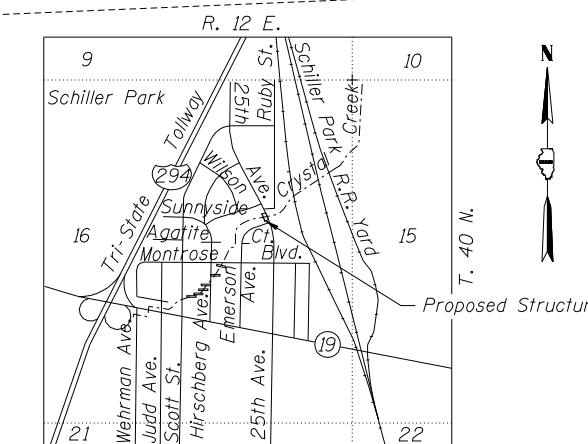 R. 12 E.
9
10
N
Schiller Park
Tollway
25th
Ruby St.
Schiller Park R.R. Yard
Creek
294
Wilson Ave.
Crystal
Sunnyside
Tri-State
16
Agatite
Ct.
15
Montrose
Blvd.
T. 40 N.
Proposed Structur
Wehrman Ave.
Judd Ave.
Scott St.
Hirschberg Ave.
Emerson Ave.
25th Ave.
19
21
22